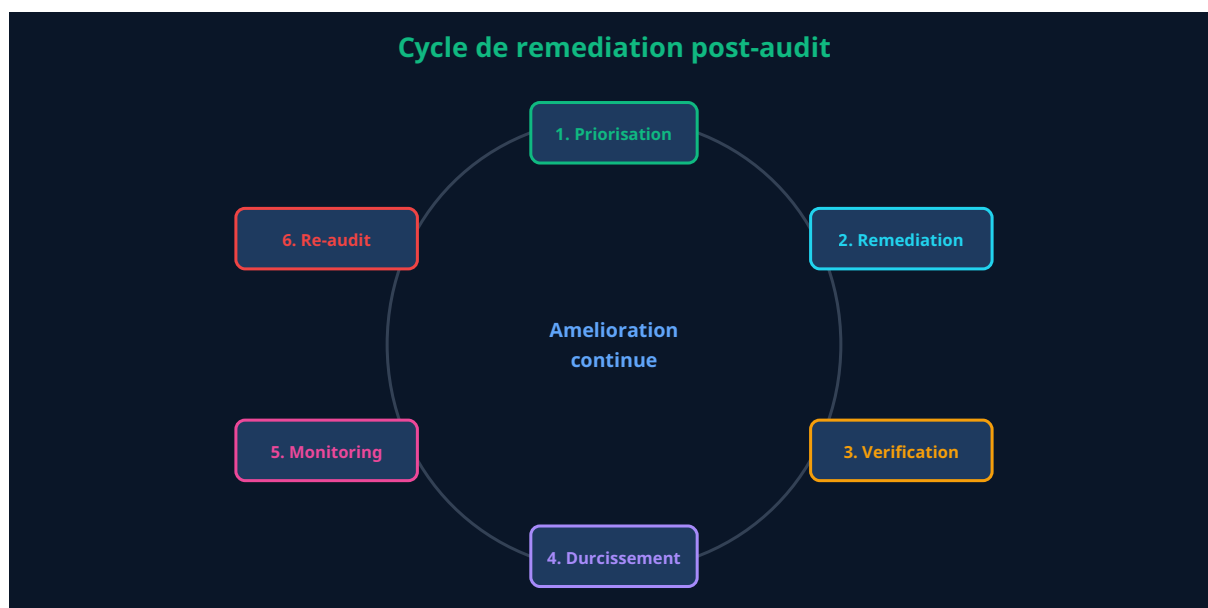 Cycle de remediation post-audit
1. Priorisation
2. Remediation
3. Verification
4. Durcissement
5. Monitoring
6. Re-audit
Amelioration
continue